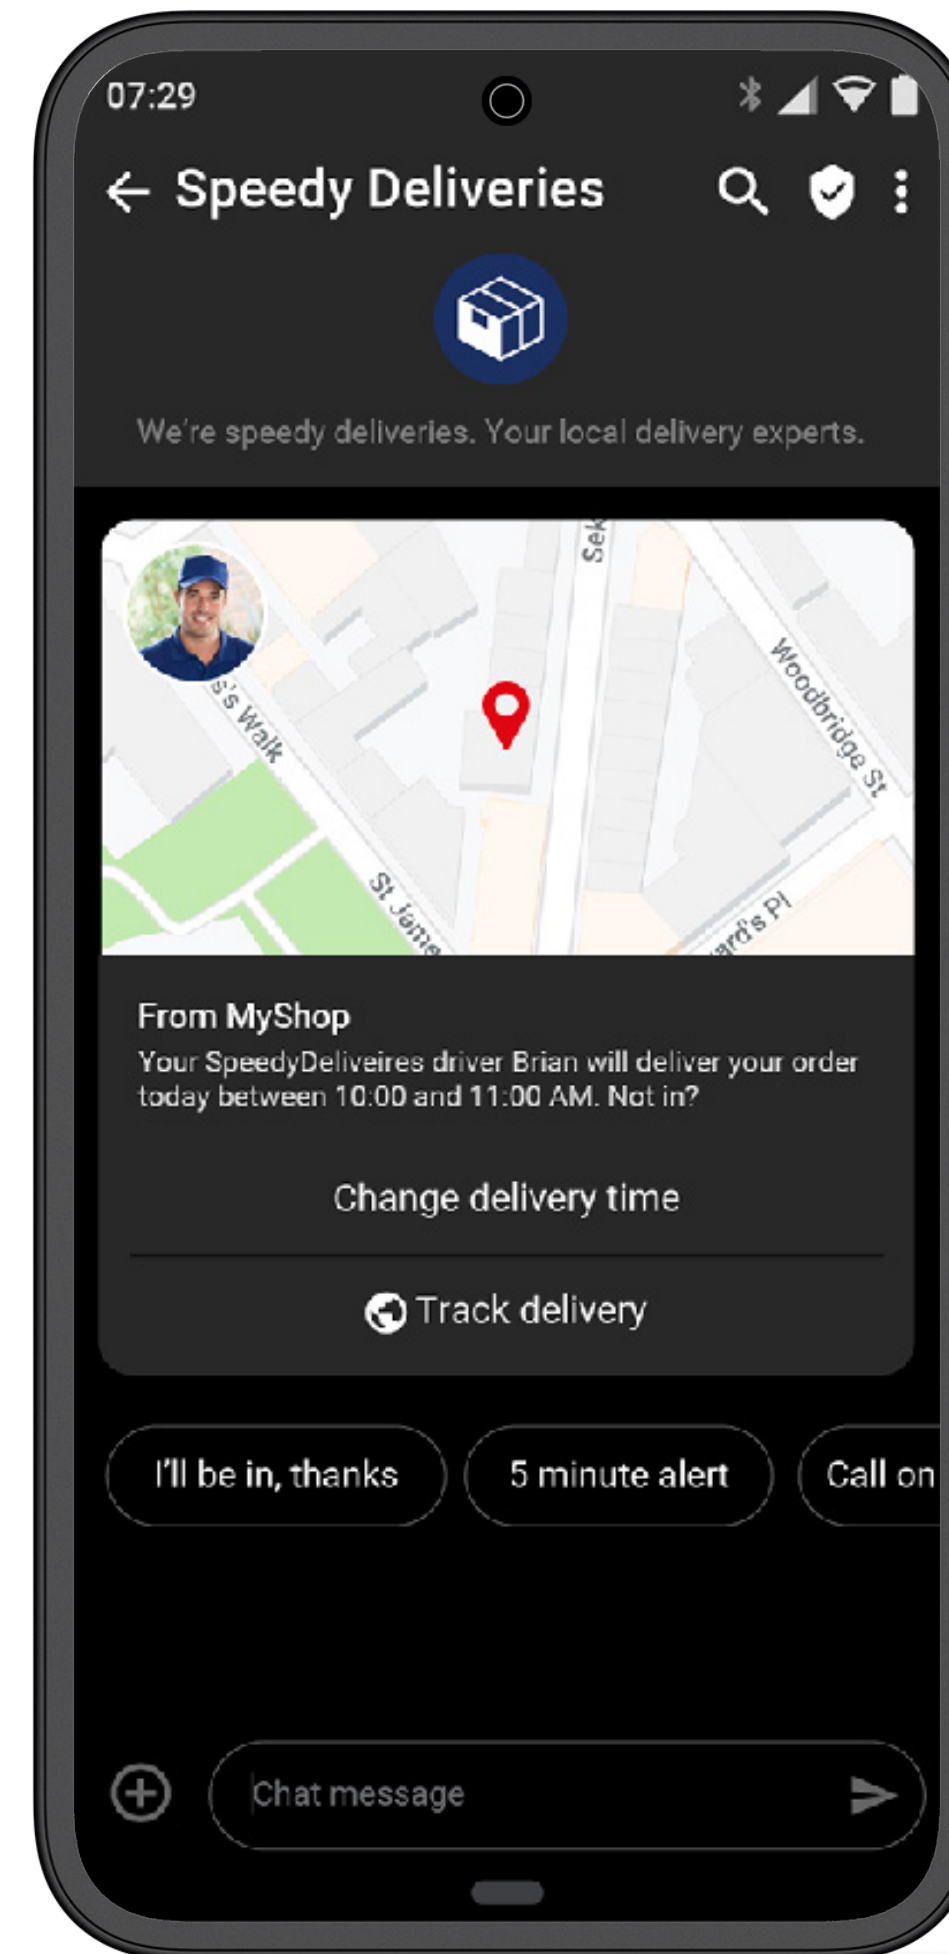 07:29
Speedy Deliveries
We're speedy deliveries. Your local delivery experts.
Sek
Woodbridge St
s's Walk
St Jame
ard's Pl
From MyShop
Your SpeedyDeliveires driver Brian will deliver your order
today between 10:00 and 11:00 AM. Not in?
Change delivery time
Track delivery
I'll be in, thanks
5 minute alert
Call on
Chat message